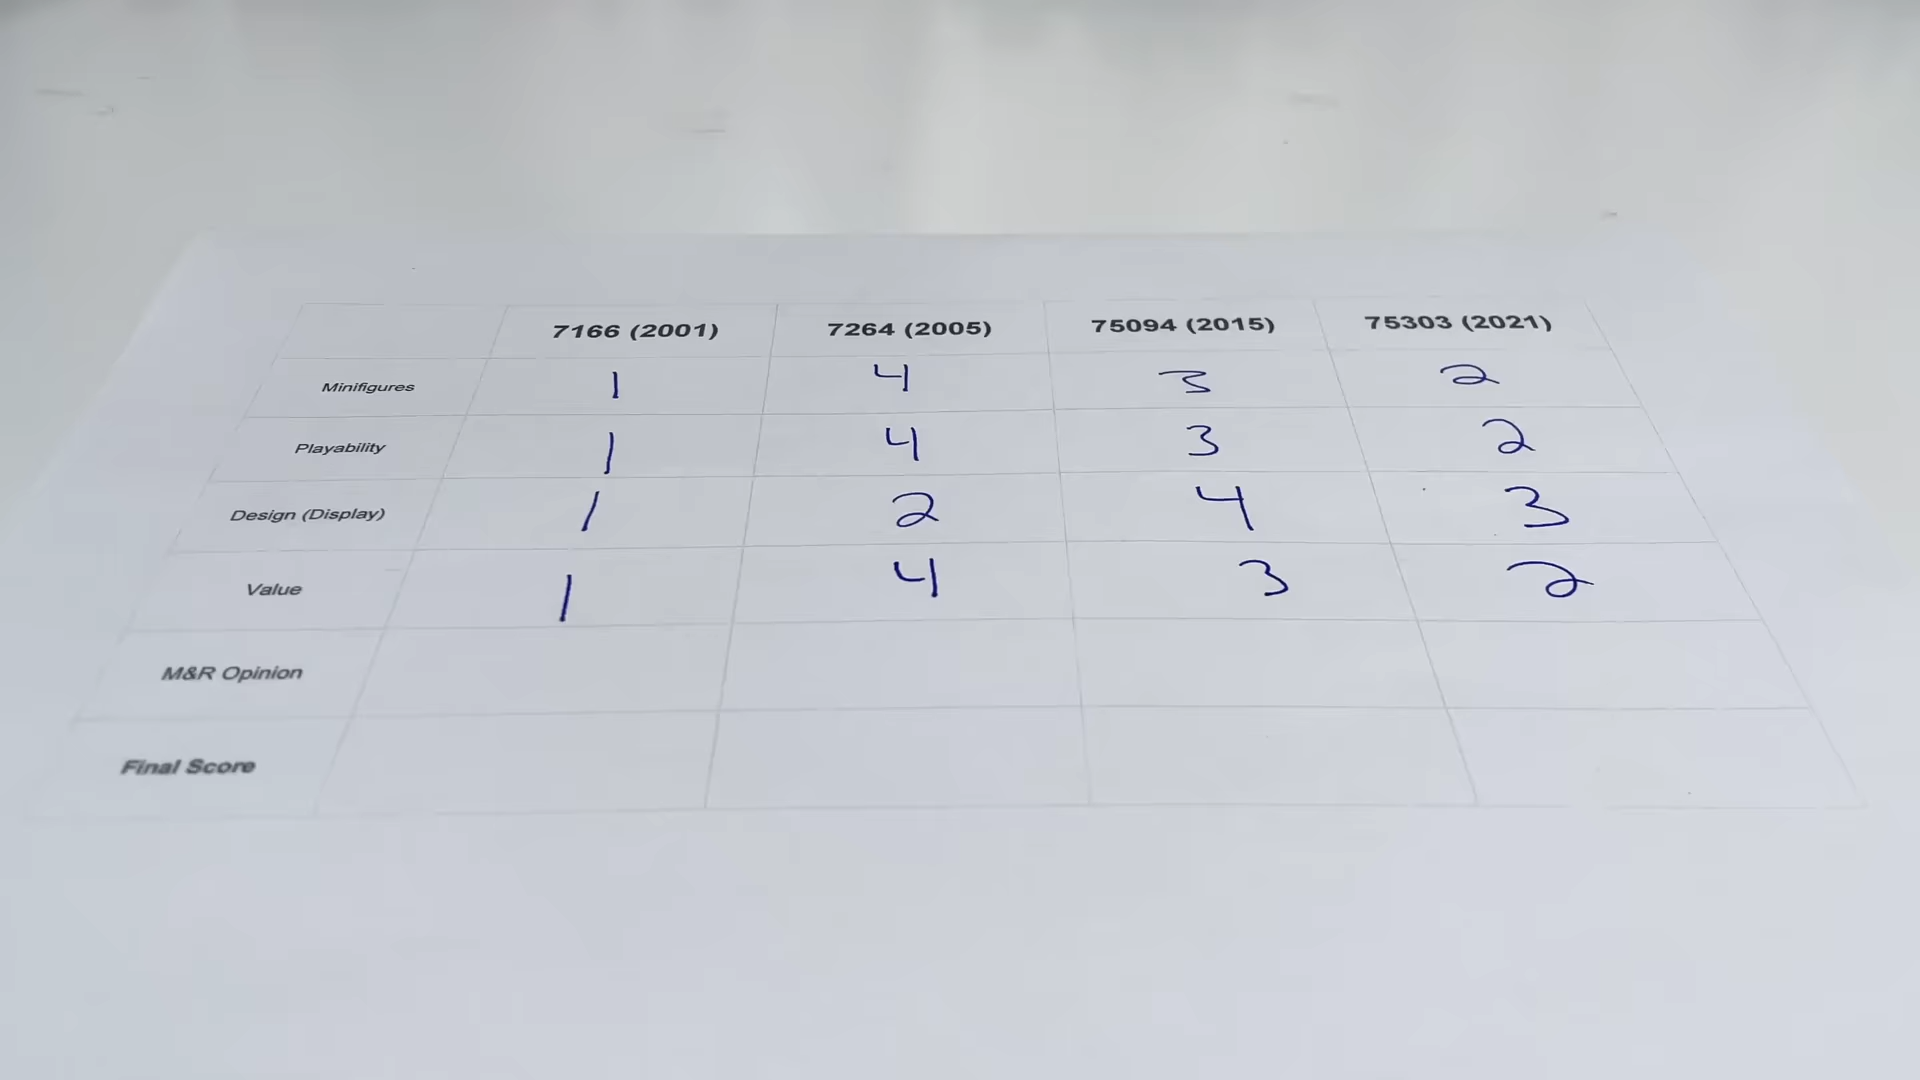 7166 (2001) 7264 (2005) 75094 (2015) 75303 (2021)
Minifigures 1 4 3 2
Playability 1 4 3 2
Design (Display) 1 2 4 3
Value 1 4 3 2
M&R Opinion
Final Score